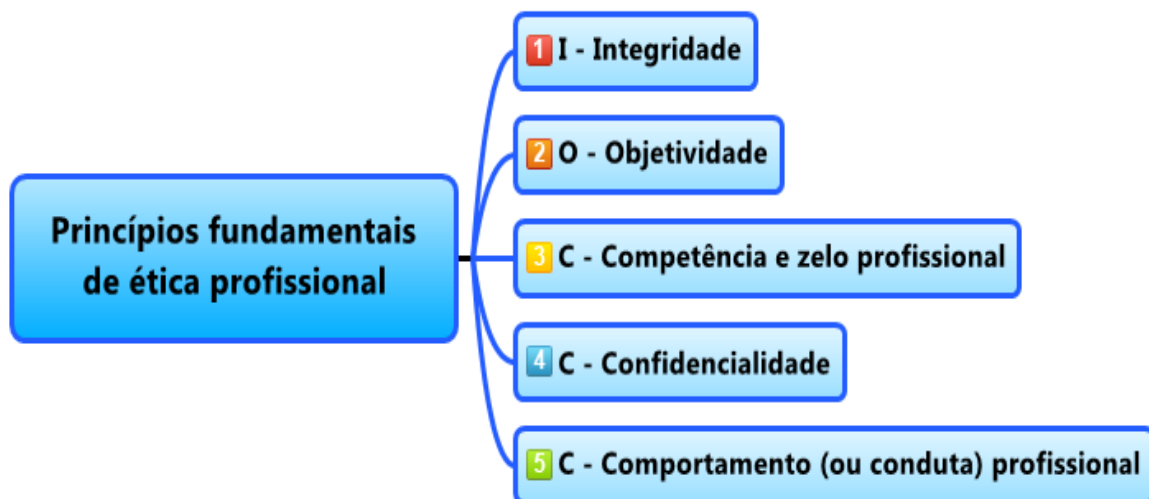 Princípios fundamentais
de ética profissional
1 I - Integridade
2 O - Objetividade
3 C - Competência e zelo profissional
4 C - Confidencialidade
5 C - Comportamento (ou conduta) profissional